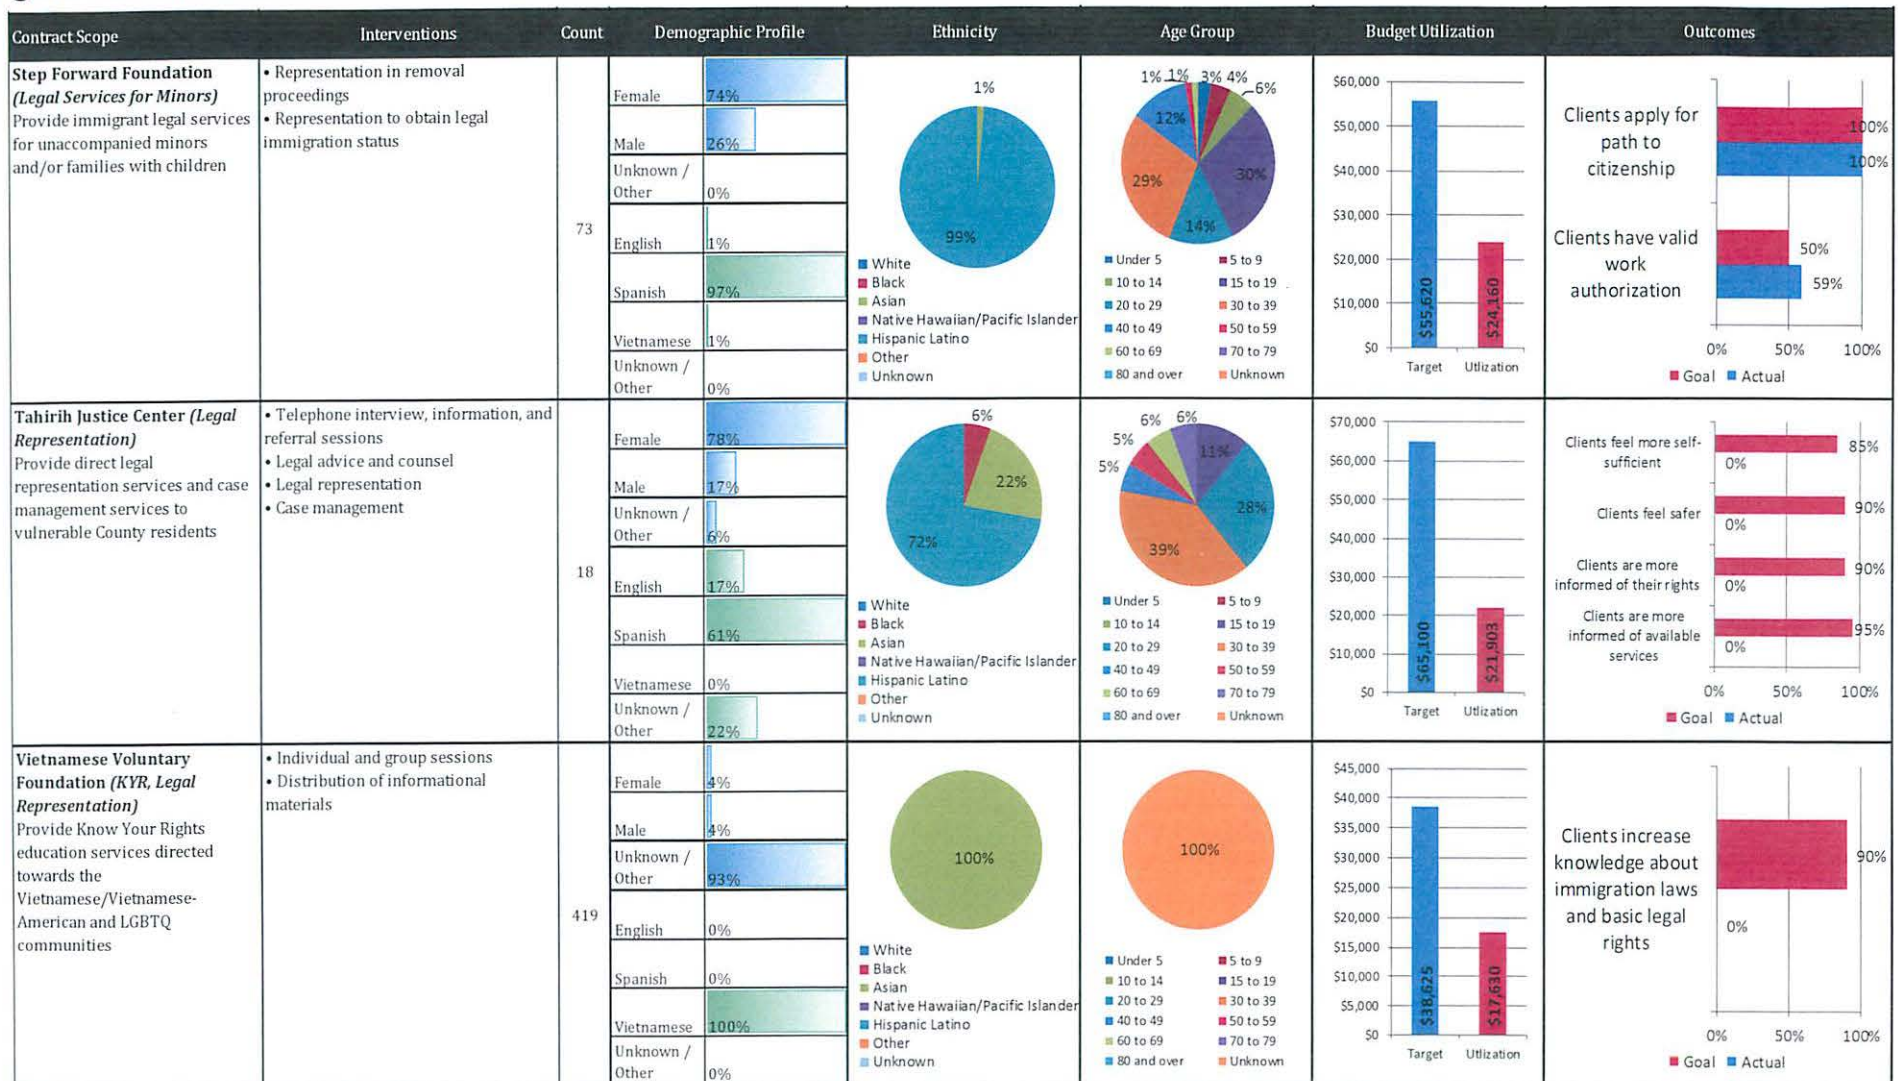 Contract Scope
Interventions
Count
Demographic Profile
Ethnicity
Age Group
Budget Utilization
Outcomes
Step Forward Foundation
(Legal Services for Minors)
Provide immigrant legal services
for unaccompanied minors
and/or families with children
• Representation in removal
proceedings
• Representation to obtain legal
immigration status
73
Female
74%
Male
26%
Unknown /
Other
0%
English
1%
Spanish
97%
Vietnamese
1%
Unknown /
Other
0%
1%
99%
White
Black
Asian
Native Hawaiian/Pacific Islander
Hispanic Latino
Other
Unknown
1% 1% 3% 4%
6%
12%
30%
29%
14%
Under 5
5 to 9
10 to 14
15 to 19
20 to 29
30 to 39
40 to 49
50 to 59
60 to 69
70 to 79
80 and over
Unknown
$60,000
$50,000
$40,000
$30,000
$20,000
$10,000
$0
$55,620
$24,160
Target
Utlization
Clients apply for
path to
citizenship
100%
100%
Clients have valid
work
authorization
50%
59%
0%
50%
100%
Goal
Actual
Tahirih Justice Center (Legal
Representation)
Provide direct legal
representation services and case
management services to
vulnerable County residents
• Telephone interview, information, and
referral sessions
• Legal advice and counsel
• Legal representation
• Case management
18
Female
78%
Male
17%
Unknown /
Other
6%
English
17%
Spanish
61%
Vietnamese
0%
Unknown /
Other
22%
6%
22%
72%
White
Black
Asian
Native Hawaiian/Pacific Islander
Hispanic Latino
Other
Unknown
6% 6%
5%
5%
11%
28%
39%
Under 5
5 to 9
10 to 14
15 to 19
20 to 29
30 to 39
40 to 49
50 to 59
60 to 69
70 to 79
80 and over
Unknown
$70,000
$60,000
$50,000
$40,000
$30,000
$20,000
$10,000
$0
$65,100
$21,903
Target
Utlization
Clients feel more self-
sufficient
85%
0%
Clients feel safer
90%
0%
Clients are more
informed of their rights
90%
0%
Clients are more
informed of available
services
95%
0%
0%
50%
100%
Goal
Actual
Vietnamese Voluntary
Foundation (KYR, Legal
Representation)
Provide Know Your Rights
education services directed
towards the
Vietnamese/Vietnamese-
American and LGBTQ
communities
• Individual and group sessions
• Distribution of informational
materials
419
Female
4%
Male
4%
Unknown /
Other
93%
English
0%
Spanish
0%
Vietnamese
100%
Unknown /
Other
0%
100%
White
Black
Asian
Native Hawaiian/Pacific Islander
Hispanic Latino
Other
Unknown
100%
Under 5
5 to 9
10 to 14
15 to 19
20 to 29
30 to 39
40 to 49
50 to 59
60 to 69
70 to 79
80 and over
Unknown
$45,000
$40,000
$35,000
$30,000
$25,000
$20,000
$15,000
$10,000
$5,000
$0
$38,625
$17,630
Target
Utlization
Clients increase
knowledge about
immigration laws
and basic legal
rights
90%
0%
0%
50%
100%
Goal
Actual